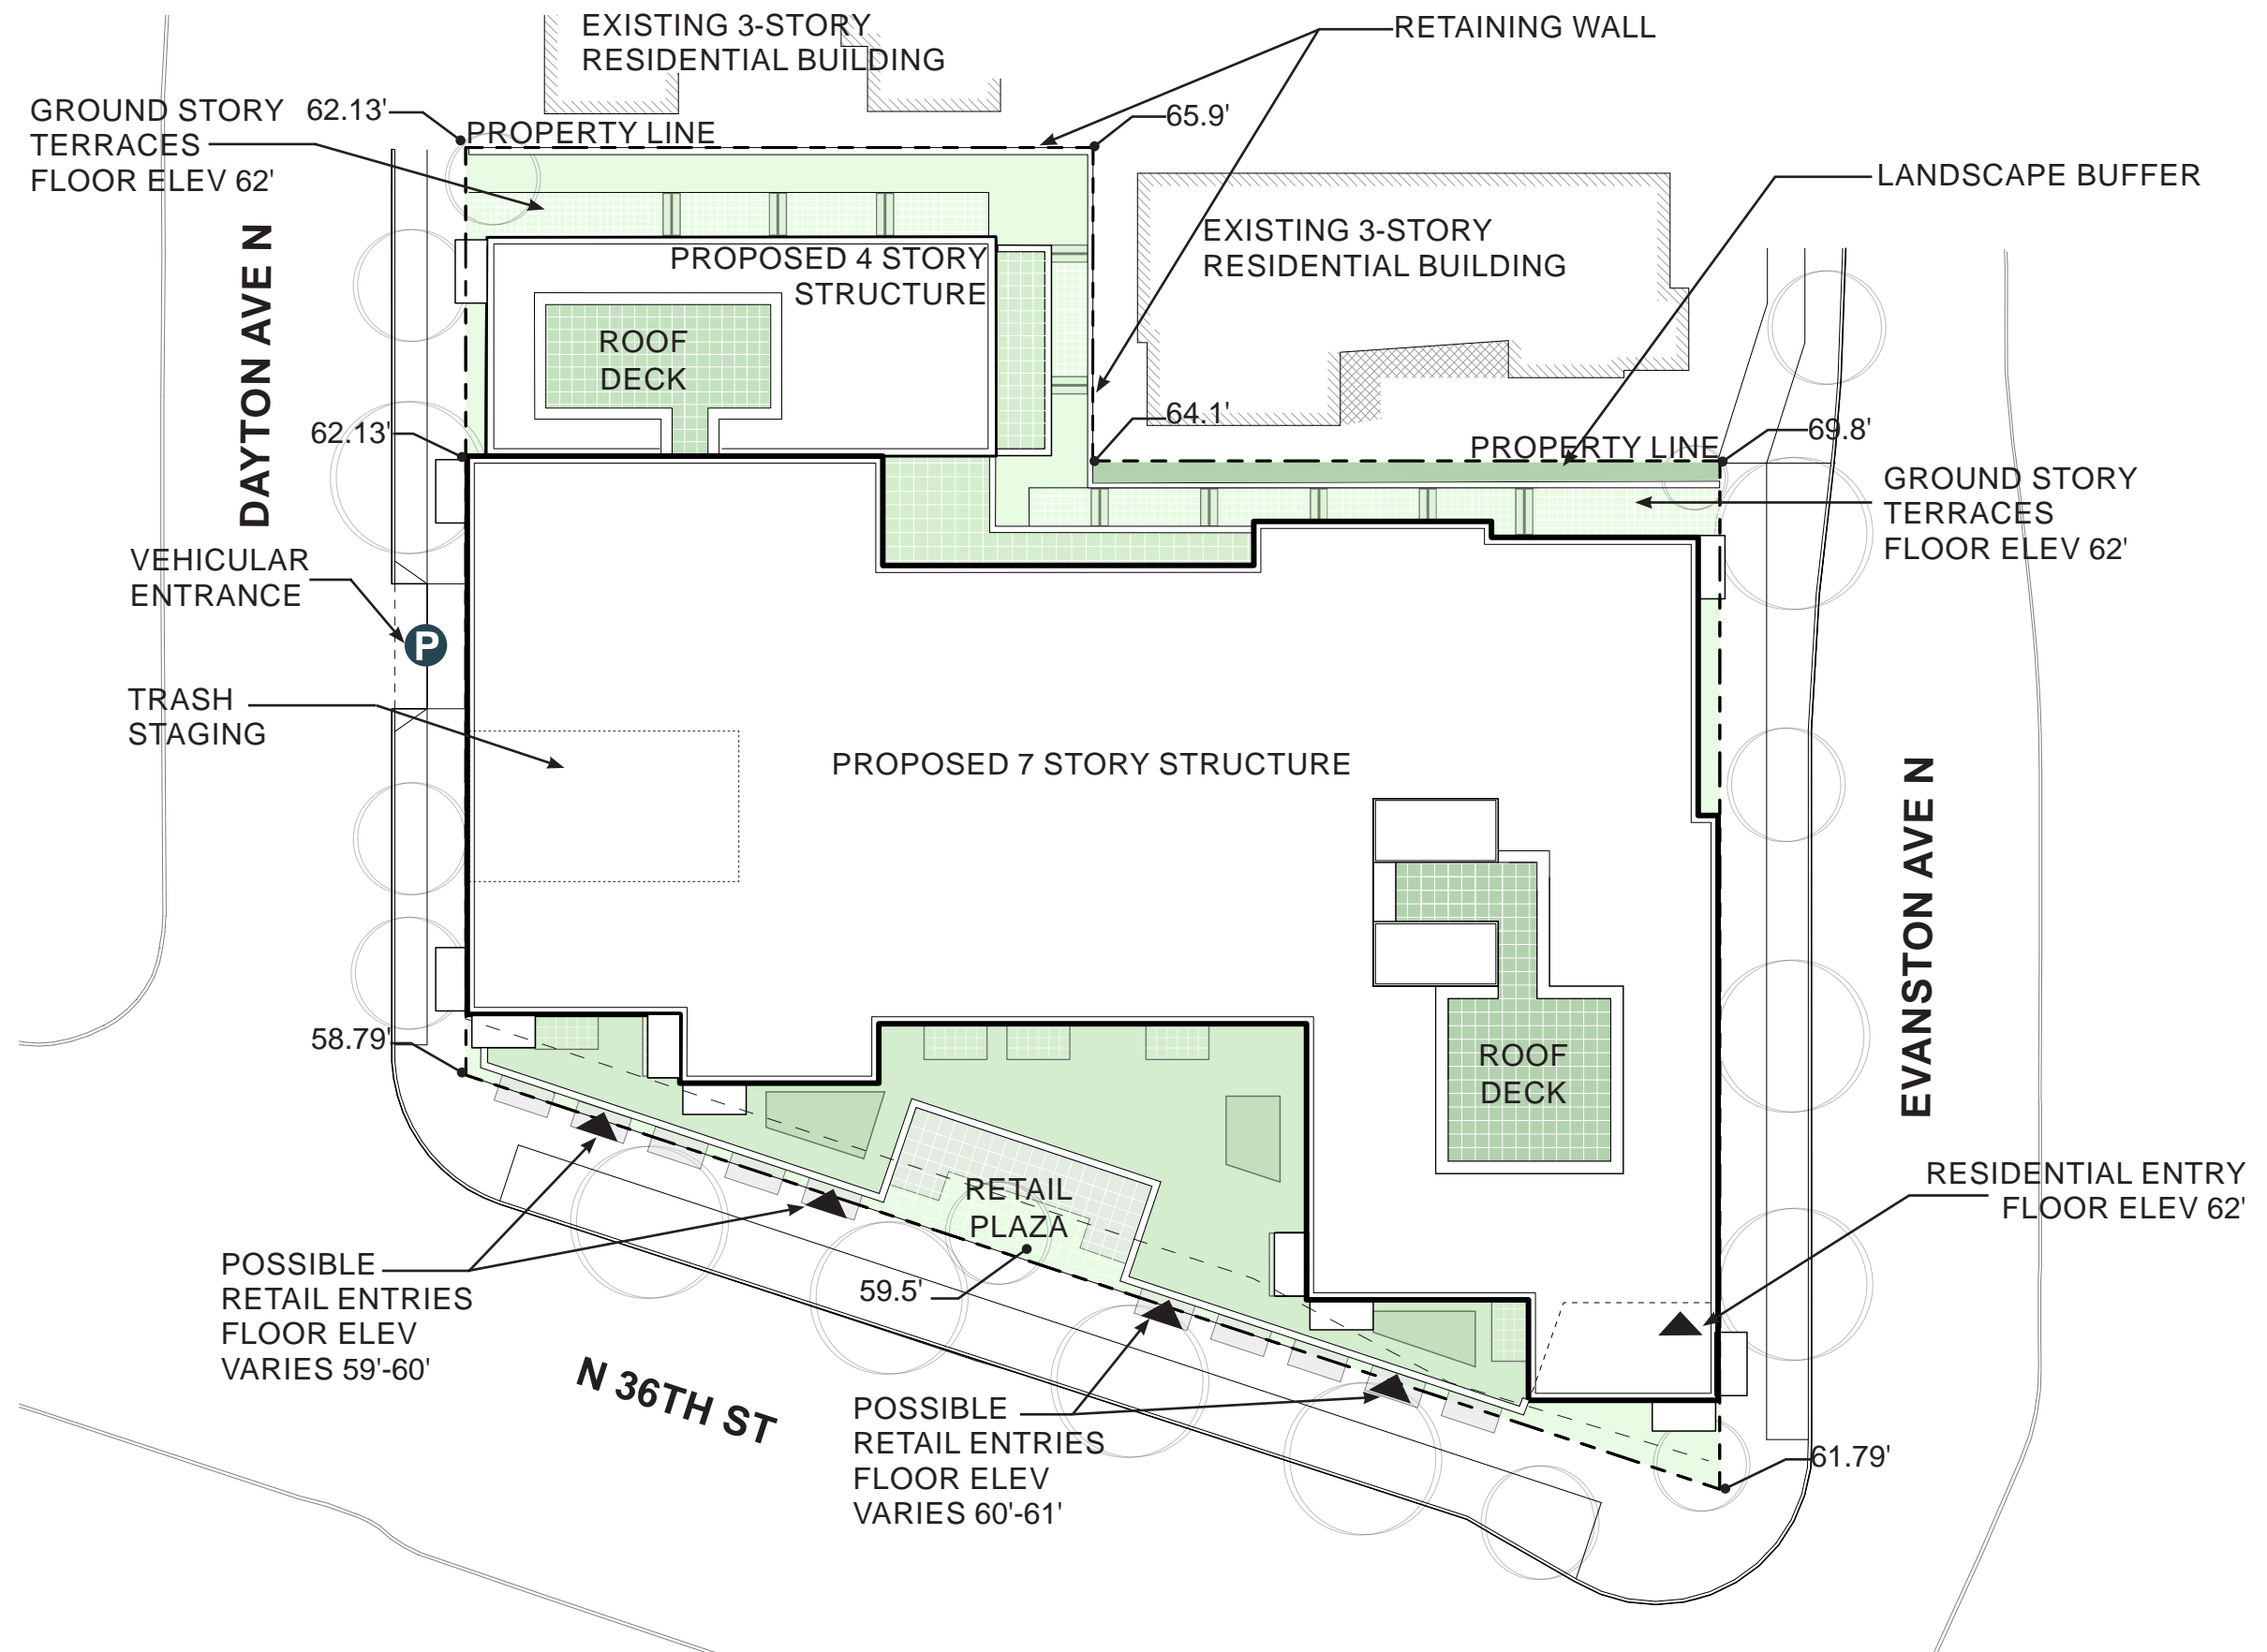 EXISTING 3-STORY
RESIDENTIAL BUILDING
RETAINING WALL
GROUND STORY
TERRACES
FLOOR ELEV 62'
62.13'
PROPERTY LINE
65.9'
LANDSCAPE BUFFER
EXISTING 3-STORY
RESIDENTIAL BUILDING
PROPOSED 4 STORY
STRUCTURE
ROOF
DECK
DAYTON AVE N
62.13'
64.1'
PROPERTY LINE
69.8'
GROUND STORY
TERRACES
FLOOR ELEV 62'
VEHICULAR
ENTRANCE
P
TRASH
STAGING
PROPOSED 7 STORY STRUCTURE
EVANSTON AVE N
58.79'
ROOF
DECK
RESIDENTIAL ENTRY
FLOOR ELEV 62'
RETAIL
PLAZA
59.5'
POSSIBLE
RETAIL ENTRIES
FLOOR ELEV
VARIES 59'-60'
N 36TH ST
POSSIBLE
RETAIL ENTRIES
FLOOR ELEV
VARIES 60'-61'
61.79'